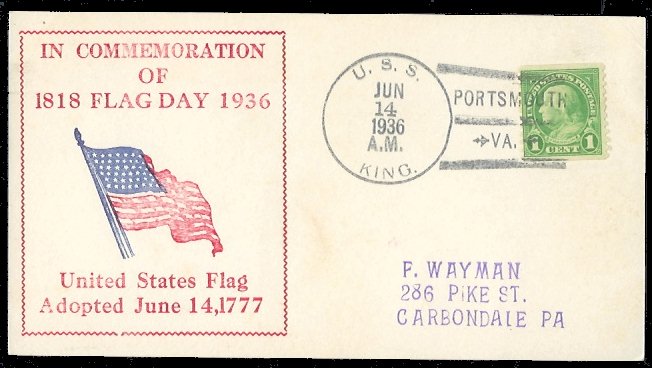 IN COMMEMORATION
OF
1818 FLAG DAY 1936
United States Flag
Adopted June 14, 1777
U. S. S.
JUN
14
1936
A.M.
KING.
PORTSMOUTH
VA.
UNITED STATES POSTAGE
1 CENT 1
F. WAYMAN
286 PIKE ST.
CARBONDALE PA